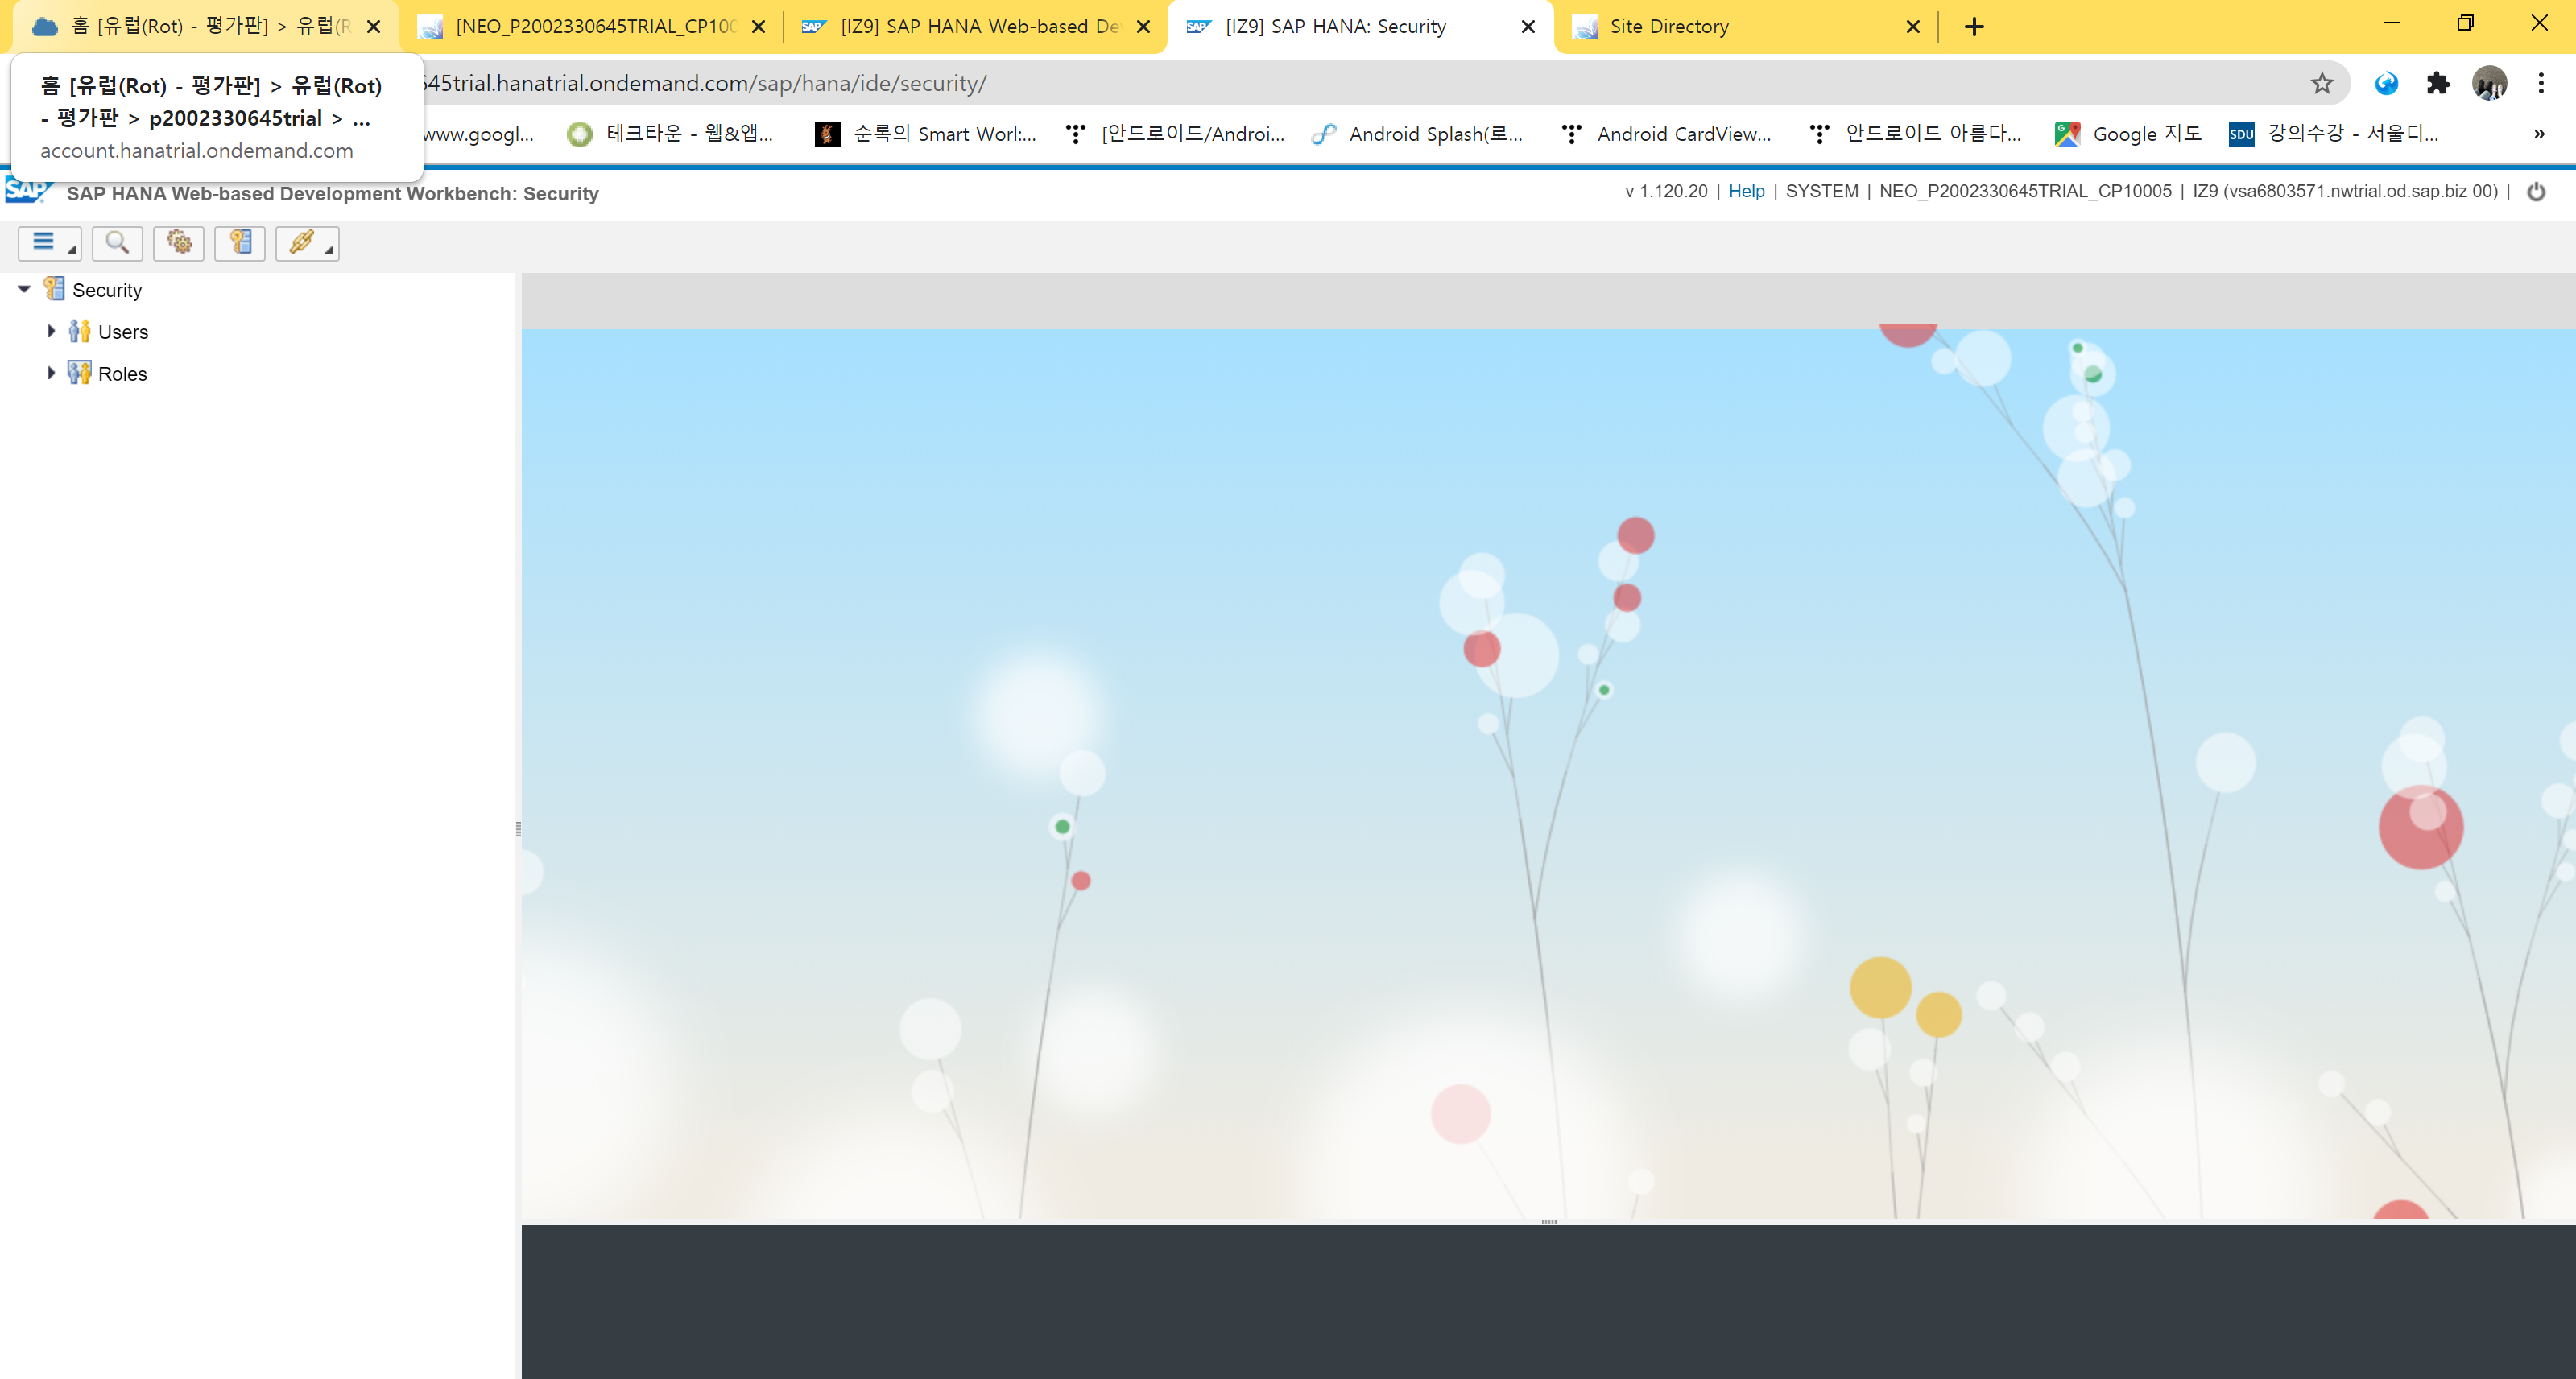 홈 [유럽(Rot) - 평가판] > 유럽(R
[NEO_P2002330645TRIAL_CP100
[IZ9] SAP HANA Web-based De
[IZ9] SAP HANA: Security
Site Directory
홈 [유럽(Rot) - 평가판] > 유럽(Rot)
- 평가판 > p2002330645trial > ...
account.hanatrial.ondemand.com
645trial.hanatrial.ondemand.com/sap/hana/ide/security/
www.googl...
테크타운 - 웹&앱...
순록의 Smart Worl:...
[안드로이드/Androi...
Android Splash(로...
Android CardView...
안드로이드 아름다...
Google 지도
SDU 강의수강 - 서울디...
»
SAP
SAP HANA Web-based Development Workbench: Security
v 1.120.20 | Help | SYSTEM | NEO_P2002330645TRIAL_CP10005 | IZ9 (vsa6803571.nwtrial.od.sap.biz 00) |
Security
Users
Roles